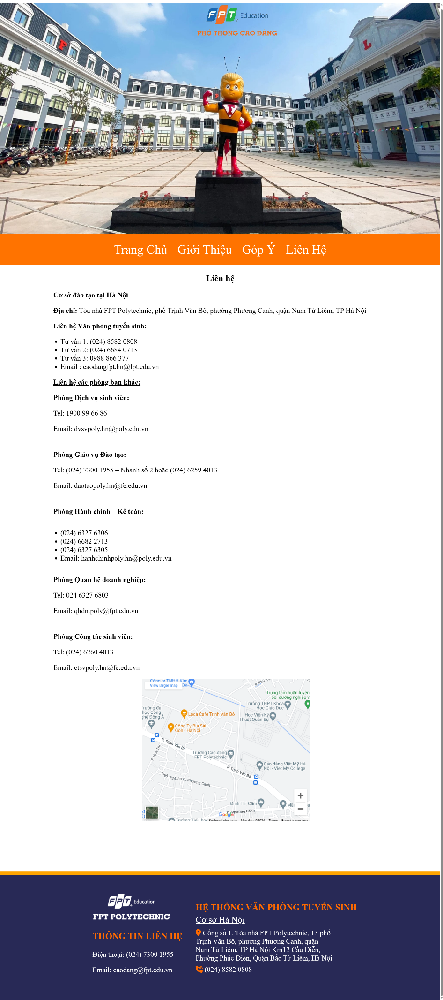 FPT Education
PHỔ THÔNG CAO ĐẲNG
F
P
L
F
Trang Chủ Giới Thiệu Góp Ý Liên Hệ
Liên hệ
Cơ sở đào tạo tại Hà Nội
Địa chỉ: Tòa nhà FPT Polytechnic, phố Trịnh Văn Bô, phường Phương Canh, quận Nam Từ Liêm, TP Hà Nội
Liên hệ Văn phòng tuyển sinh:
• Tư vấn 1: (024) 8582 0808
• Tư vấn 2: (024) 6684 0713
• Tư vấn 3: 0988 866 377
• Email : caodangfpt.hn@fpt.edu.vn
Liên hệ các phòng ban khác:
Phòng Dịch vụ sinh viên:
Tel: 1900 99 66 86
Email: dvsvpoly.hn@poly.edu.vn
Phòng Giáo vụ Đào tạo:
Tel: (024) 7300 1955 – Nhánh số 2 hoặc (024) 6259 4013
Email: daotaopoly.hn@fe.edu.vn
Phòng Hành chính – Kế toán:
• (024) 6327 6306
• (024) 6682 2713
• (024) 6327 6305
• Email: hanhchinhpoly.hn@poly.edu.vn
Phòng Quan hệ doanh nghiệp:
Tel: 024 6327 6803
Email: qhdn.poly@fpt.edu.vn
Phòng Công tác sinh viên:
Tel: (024) 6260 4013
Email: ctsvpoly.hn@fe.edu.vn
Công ty TNHH Kim
View larger map
P. Phú Ki
Trung tâm huấn luyện
bồi dưỡng nghiệp v
Trường THPT Khoa
Học Giáo Dục
Trường đại
học Công
nghệ Đông Á
Loca Cafe Trịnh Văn Bô
Học Viện Kỹ
Thuật Quân Sự
Công Ty Bia Sài
Gòn - Hà Nội
P. Trịnh Văn Bô
P. Hòe Thị
Trường Cao đẳng
FPT Polytechnic
Cao đẳng Việt Mỹ Hà
Nội - Viet My College
P. Trịnh Văn Bô
Ngh. 324/80 Đ. Phương Canh
Đình Thị Cấm
Đ. Phương Canh
Google
Trường Tiểu học
Keyboard shortcuts Map data ©2024 Terms Report a map error
FPT Education
FPT POLYTECHNIC
THÔNG TIN LIÊN HỆ
Điện thoại: (024) 7300 1955
Email: caodang@fpt.edu.vn
HỆ THỐNG VĂN PHÒNG TUYỂN SINH
Cơ sở Hà Nội
Cổng số 1, Tòa nhà FPT Polytechnic, 13 phố
Trịnh Văn Bô, phường Phương Canh, quận
Nam Từ Liêm, TP Hà Nội Km12 Cầu Diễn,
Phường Phúc Diễn, Quận Bắc Từ Liêm, Hà Nội
(024) 8582 0808